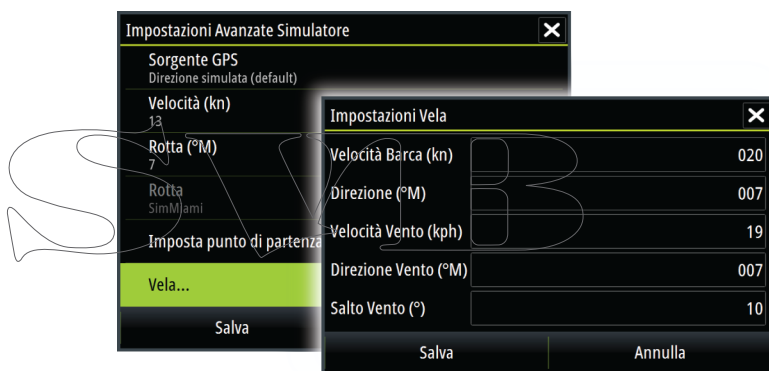 Impostazioni Avanzate Simulatore
Sorgente GPS
Direzione simulata (default)
Velocità (kn)
13
Rotta (°M)
7
Rotta
SimMiami
Imposta punto di partenza
Vela...
Salva
Impostazioni Vela
Velocità Barca (kn) 020
Direzione (°M) 007
Velocità Vento (kph) 19
Direzione Vento (°M) 007
Salto Vento (°) 10
Salva Annulla